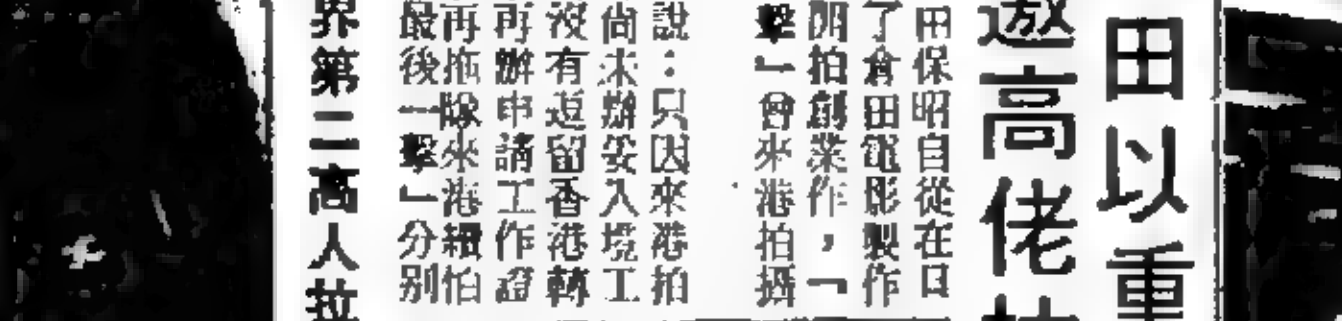 田以重
邀高佬
田保昭自從在日
了倉田電影製作
開拍創業作，「
擊」會來港拍攝
說：只因來港拍
尚未辦妥入境工
沒有逗留香港轉
再辦申請工作證
再拖隊來港續拍
最後一擊」分別
界第二高人拉